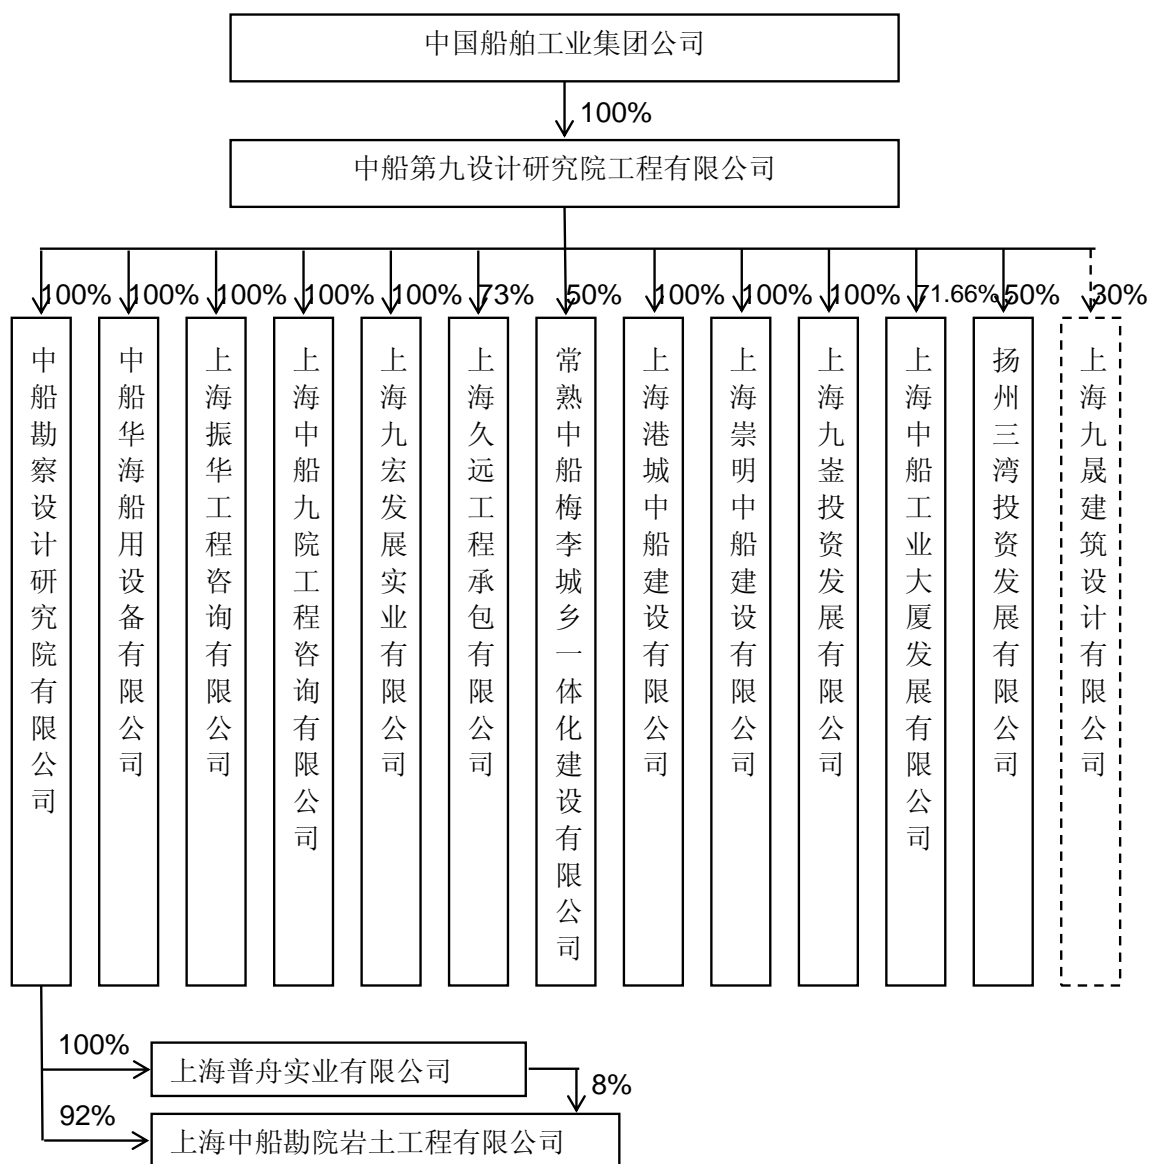 中国船舶工业集团公司
100%
中船第九设计研究院工程有限公司
100%
100%
100%
100%
100%
73%
50%
100%
100%
100%
71.66%
50%
30%
中船勘察设计研究院有限公司
中船华海船用设备有限公司
上海振华工程咨询有限公司
上海中船九院工程咨询有限公司
上海九宏发展实业有限公司
上海久远工程承包有限公司
常熟中船梅李城乡一体化建设有限公司
上海港城中船建设有限公司
上海崇明中船建设有限公司
上海九崟投资发展有限公司
上海中船工业大厦发展有限公司
扬州三湾投资发展有限公司
上海九晟建筑设计有限公司
100%
上海普舟实业有限公司
8%
92%
上海中船勘院岩土工程有限公司